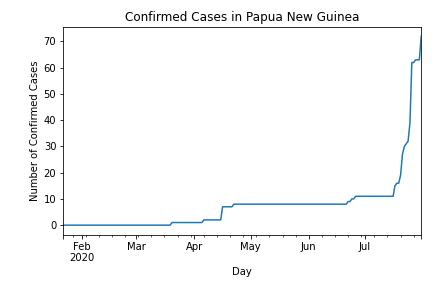 Confirmed Cases in Papua New Guinea
Number of Confirmed Cases
70
60
50
40
30
20
10
0
Feb
2020
Mar
Apr
May
Jun
Jul
Day